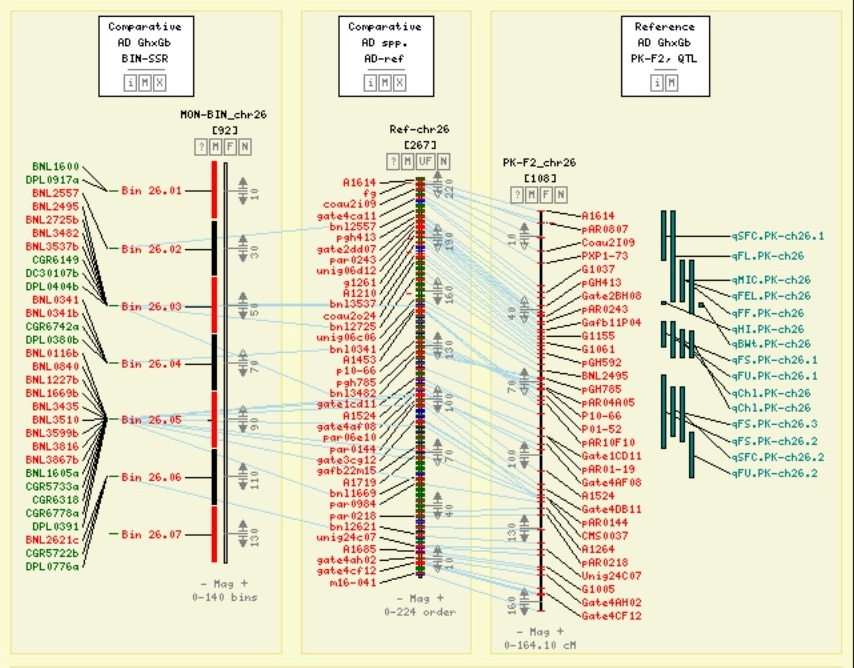 Comparative
AD GhxGb
BIN-SSR
i M X
MON-BIN_chr26
[92]
? M F N
BNL1600
DPL0917a
BNL2557
BNL2495
BNL2725b
BNL3482
BNL3537b
CGR6149
DC30107b
DPL0404b
BNL0341
BNL0341b
CGR6742a
DPL0380b
BNL0116b
BNL0840
BNL1227b
BNL1669b
BNL3435
BNL3510
BNL3599b
BNL3816
BNL3867b
BNL1605a
CGR5733a
CGR6318
CGR6778a
DPL0391
BNL2621c
CGR5722b
DPL0776a
Bin 26.01
Bin 26.02
Bin 26.03
Bin 26.04
Bin 26.05
Bin 26.06
Bin 26.07
10
30
50
70
90
110
130
- Mag +
0-140 bins
Comparative
AD spp.
AD-ref
i M X
Ref-chr26
[267]
? M UF N
A1614
fg
coau2i09
gate4ca11
bnl2557
pgh413
gate2dd07
par0243
unig06d12
g1261
A1210
bnl3537
coau2o24
bnl2725
unig06c06
bnl0341
A1453
p10-66
pgh785
bnl3482
gate1cd11
A1524
gate4af08
par06e10
par0144
gate3cg12
gafb22m15
A1719
bnl1669
par0984
par0218
bnl2621
unig24c07
A1685
gate4ah02
gate4cf12
m16-041
220
190
160
130
100
70
40
10
- Mag +
0-224 order
Reference
AD GhxGb
PK-F2, QTL
i M
PK-F2_chr26
[108]
? M F N
10
40
70
100
130
160
A1614
pAR0807
Coau2I09
PXP1-73
G1037
pGH413
Gate2BH08
pAR0243
Gafb11P04
G1155
G1061
pGH592
BNL2495
pGH785
pAR04A05
P10-66
P01-52
pAR10F10
Gate1CD11
pAR01-19
Gate4AF08
A1524
Gate4DB11
pAR0144
CMS0037
A1264
pAR0218
Unig24C07
G1005
Gate4AH02
Gate4CF12
qSFC.PK-ch26.1
qFL.PK-ch26
qMIC.PK-ch26
qFEL.PK-ch26
qFF.PK-ch26
qHI.PK-ch26
qBWt.PK-ch26
qFS.PK-ch26.1
qFU.PK-ch26.1
qChl.PK-ch26
qChl.PK-ch26
qFS.PK-ch26.3
qFS.PK-ch26.2
qSFC.PK-ch26.2
qFU.PK-ch26.2
- Mag +
0-164.10 cM